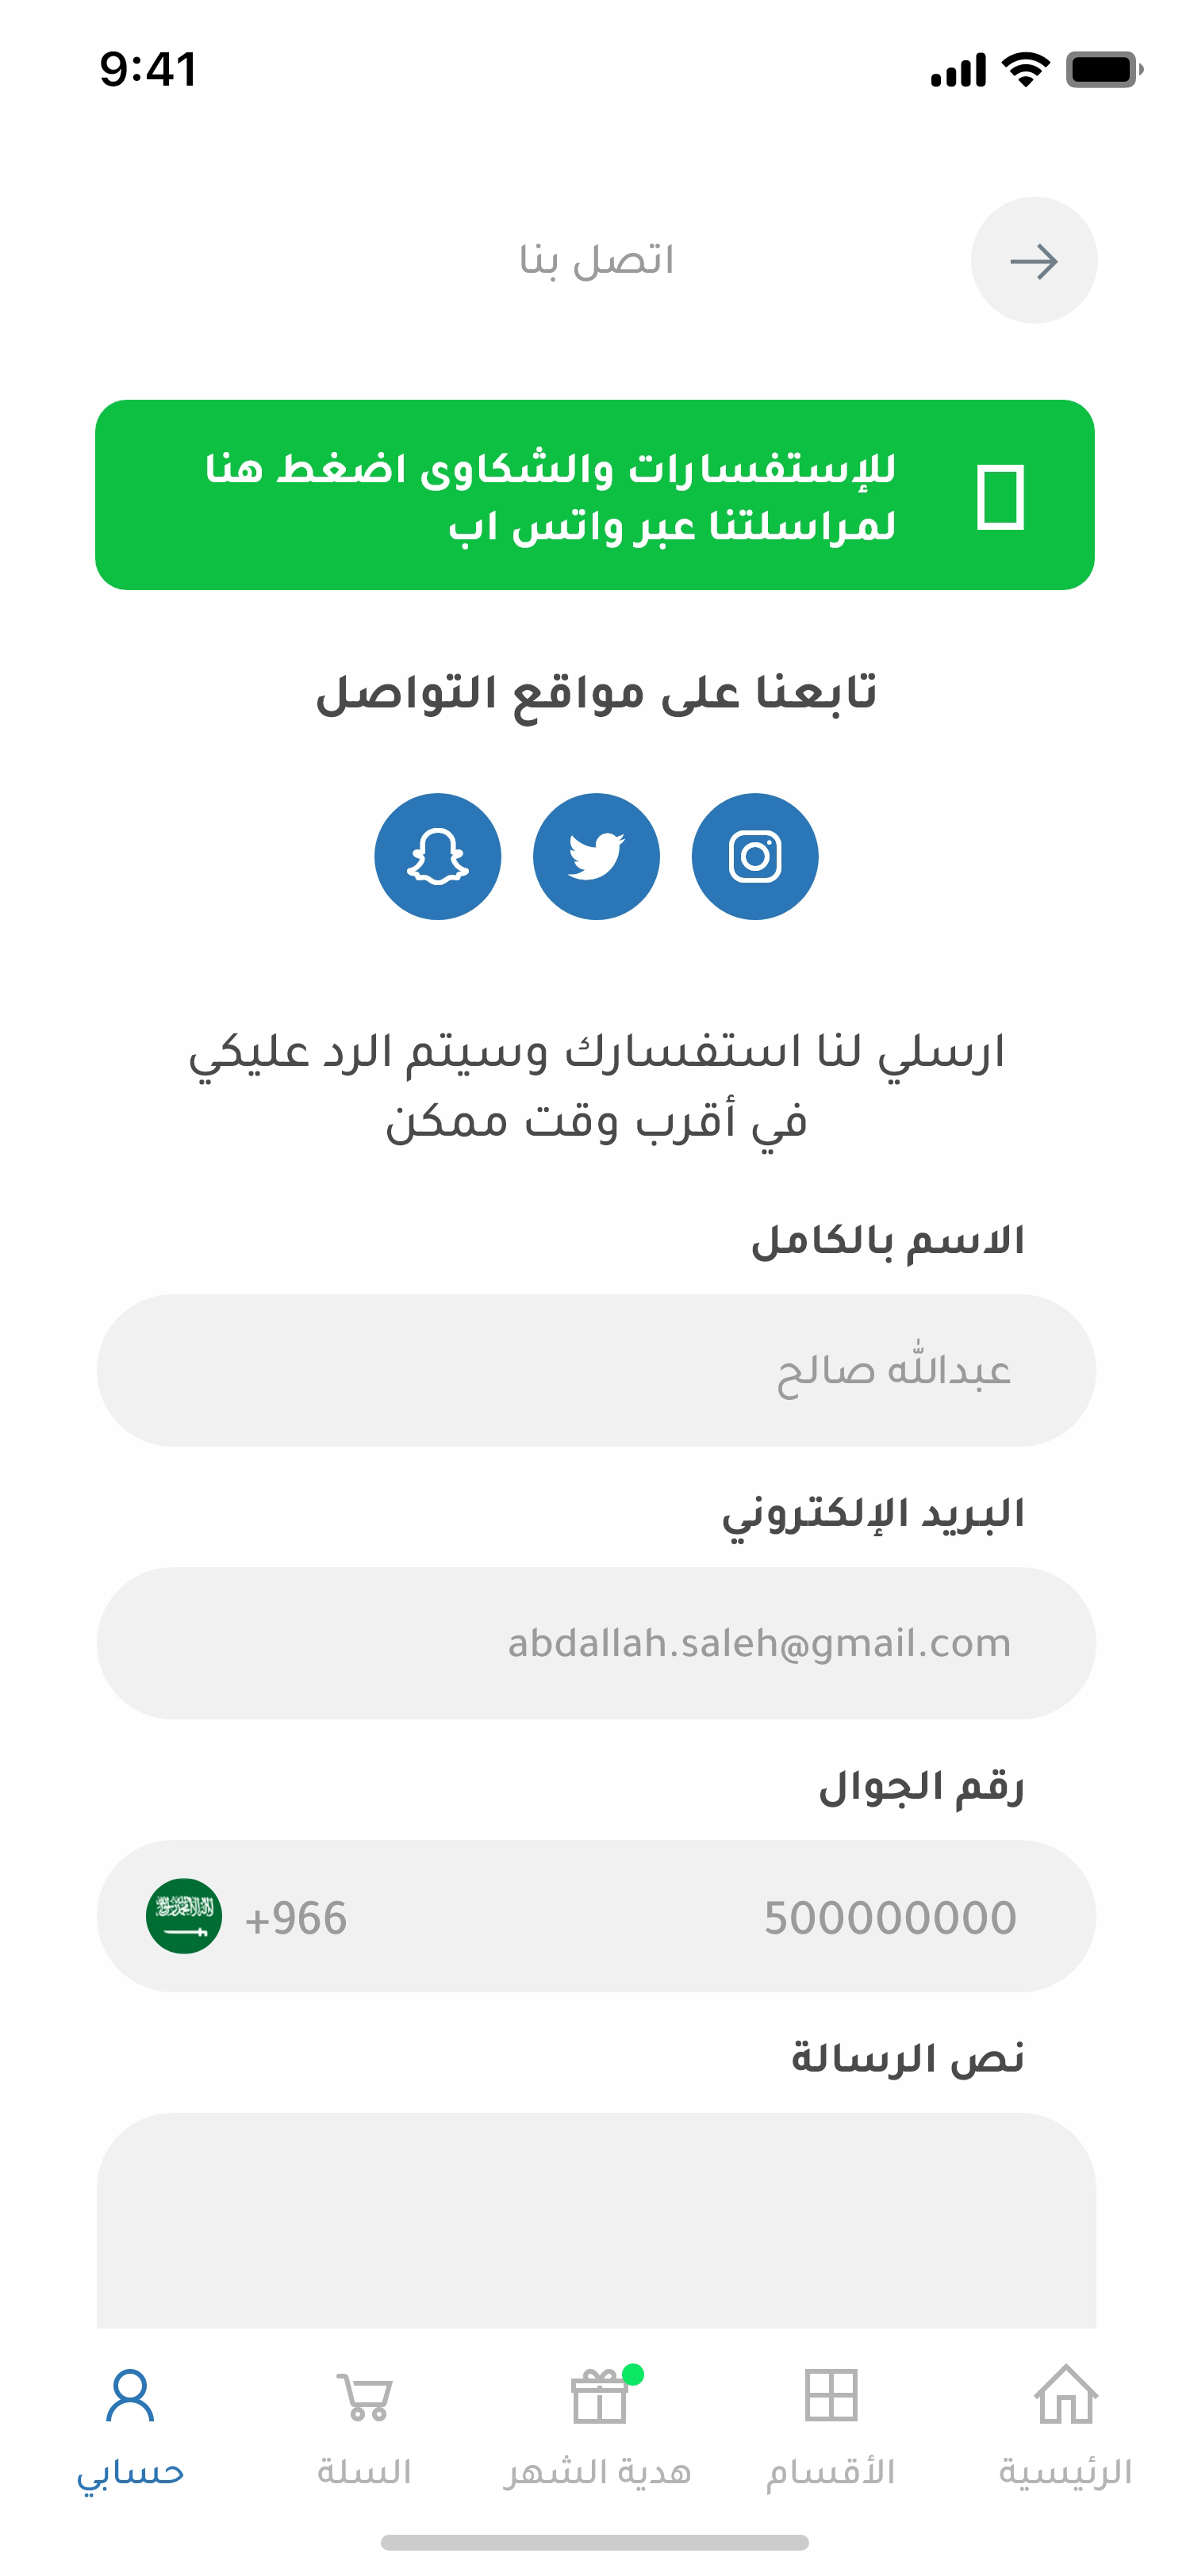 9:41
اتصل بنا
للإستفسارات والشكاوى اضغط هنا
لمراسلتنا عبر واتس اب
تابعنا على مواقع التواصل
ارسلي لنا استفسارك وسيتم الرد عليكي
في أقرب وقت ممكن
الاسم بالكامل
عبدالله صالح
البريد الإلكتروني
abdallah.saleh@gmail.com
رقم الجوال
500000000
+966
نص الرسالة
الرئيسية
الأقسام
هدية الشهر
السلة
حسابي